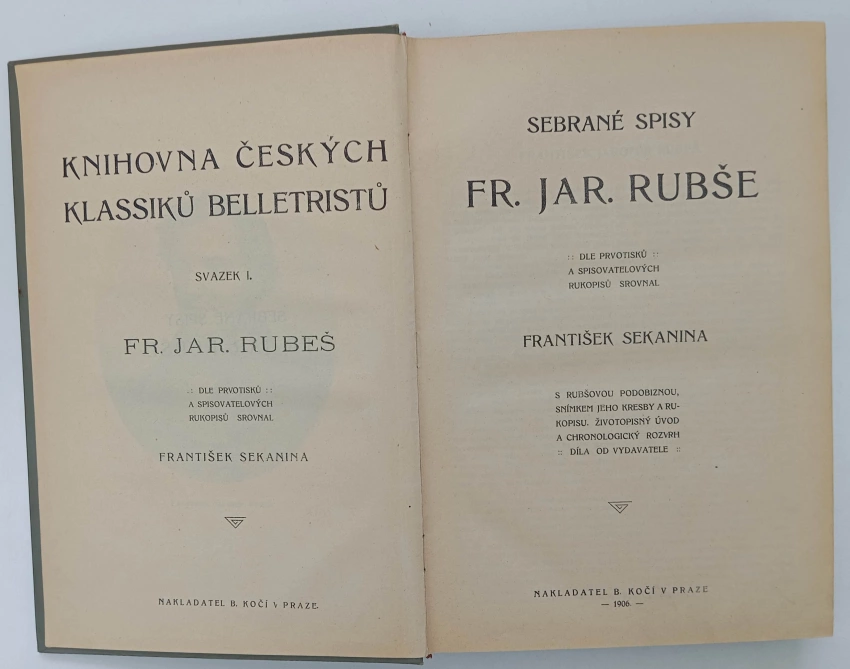 KNIHOVNA ČESKÝCH
KLASSIKŮ BELLETRISTŮ
SVAZEK I.
FR. JAR. RUBEŠ
:: DLE PRVOTISKŮ ::
A SPISOVATELOVÝCH
RUKOPISŮ SROVNAL
FRANTIŠEK SEKANINA
NAKLADATEL B. KOČÍ V PRAZE.
SEBRANÉ SPISY
FR. JAR. RUBŠE
:: DLE PRVOTISKŮ ::
A SPISOVATELOVÝCH
RUKOPISŮ SROVNAL
FRANTIŠEK SEKANINA
S RUBŠOVOU PODOBIZNOU,
SNÍMKEM JEHO KRESBY A RU-
KOPISU. ŽIVOTOPISNÝ ÚVOD
A CHRONOLOGICKÝ ROZVRH
:: DÍLA OD VYDAVATELE ::
NAKLADATEL B. KOČÍ V PRAZE
— 1906. —